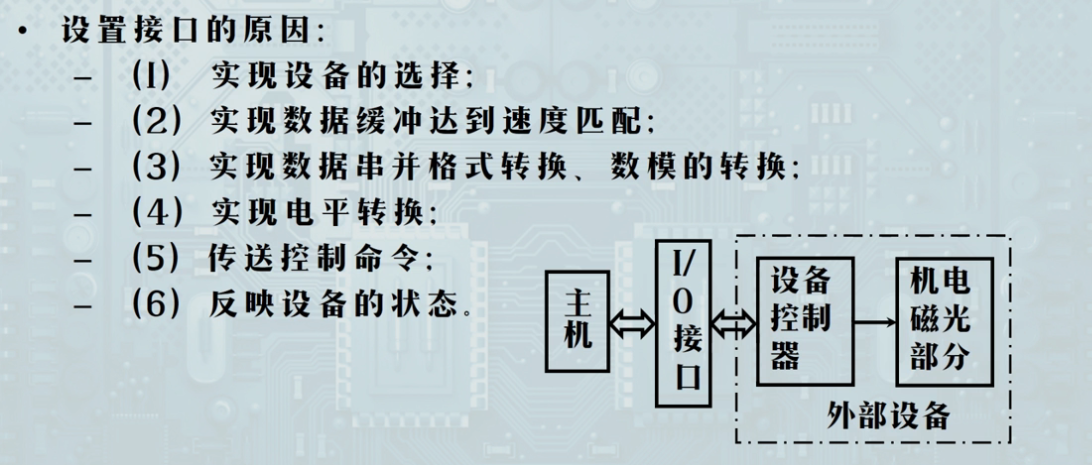 • 设置接口的原因：
– （1） 实现设备的选择；
– （2） 实现数据缓冲达到速度匹配；
– （3） 实现数据串并格式转换、数模的转换；
– （4） 实现电平转换；
– （5） 传送控制命令；
– （6） 反映设备的状态。
主
机
I/
O
接
口
设备
控制
器
机电
磁光
部分
外部设备